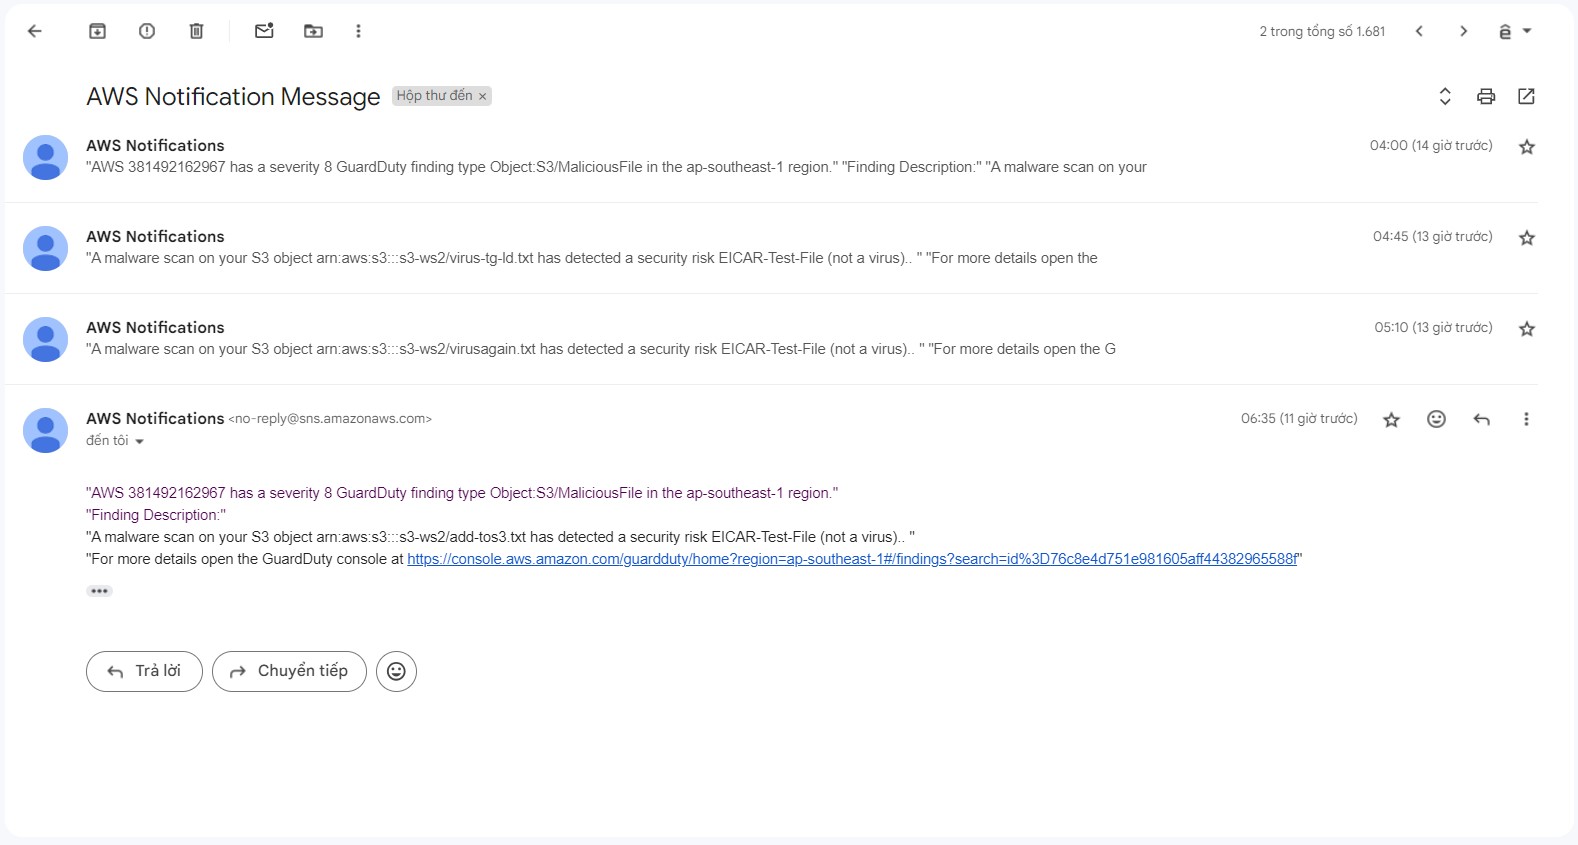 2 trong tổng số 1.681
AWS Notification Message Hộp thư đến ×
AWS Notifications
04:00 (14 giờ trước)
"AWS 381492162967 has a severity 8 GuardDuty finding type Object:S3/MaliciousFile in the ap-southeast-1 region." "Finding Description:" "A malware scan on your
AWS Notifications
04:45 (13 giờ trước)
"A malware scan on your S3 object arn:aws:s3:::s3-ws2/virus-tg-ld.txt has detected a security risk EICAR-Test-File (not a virus).. " "For more details open the
AWS Notifications
05:10 (13 giờ trước)
"A malware scan on your S3 object arn:aws:s3:::s3-ws2/virusagain.txt has detected a security risk EICAR-Test-File (not a virus).. " "For more details open the G
AWS Notifications <no-reply@sns.amazonaws.com>
06:35 (11 giờ trước)
đến tôi
"AWS 381492162967 has a severity 8 GuardDuty finding type Object:S3/MaliciousFile in the ap-southeast-1 region."
"Finding Description:"
"A malware scan on your S3 object arn:aws:s3:::s3-ws2/add-tos3.txt has detected a security risk EICAR-Test-File (not a virus).. "
"For more details open the GuardDuty console at https://console.aws.amazon.com/guardduty/home?region=ap-southeast-1#/findings?search=id%3D76c8e4d751e981605aff44382965588f"
Trả lời
Chuyển tiếp